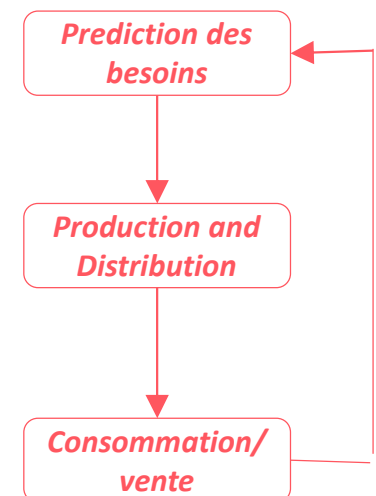 Prediction des
besoins
Production and
Distribution
Consommation/
vente